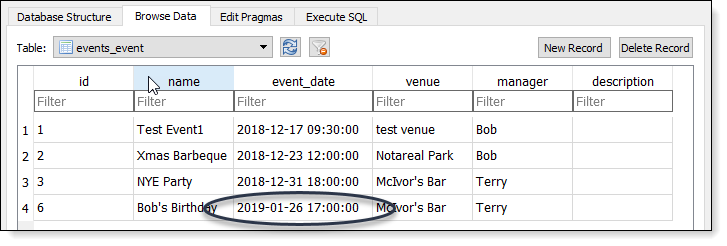 Database Structure Browse Data Edit Pragmas Execute SQL
Table: events_event New Record Delete Record
id name event_date venue manager description
Filter Filter Filter Filter Filter Filter
1 1 Test Event1 2018-12-17 09:30:00 test venue Bob
2 2 Xmas Barbeque 2018-12-23 12:00:00 Notareal Park Bob
3 3 NYE Party 2018-12-31 18:00:00 McIvor's Bar Terry
4 6 Bob's Birthday 2019-01-26 17:00:00 McIvor's Bar Terry